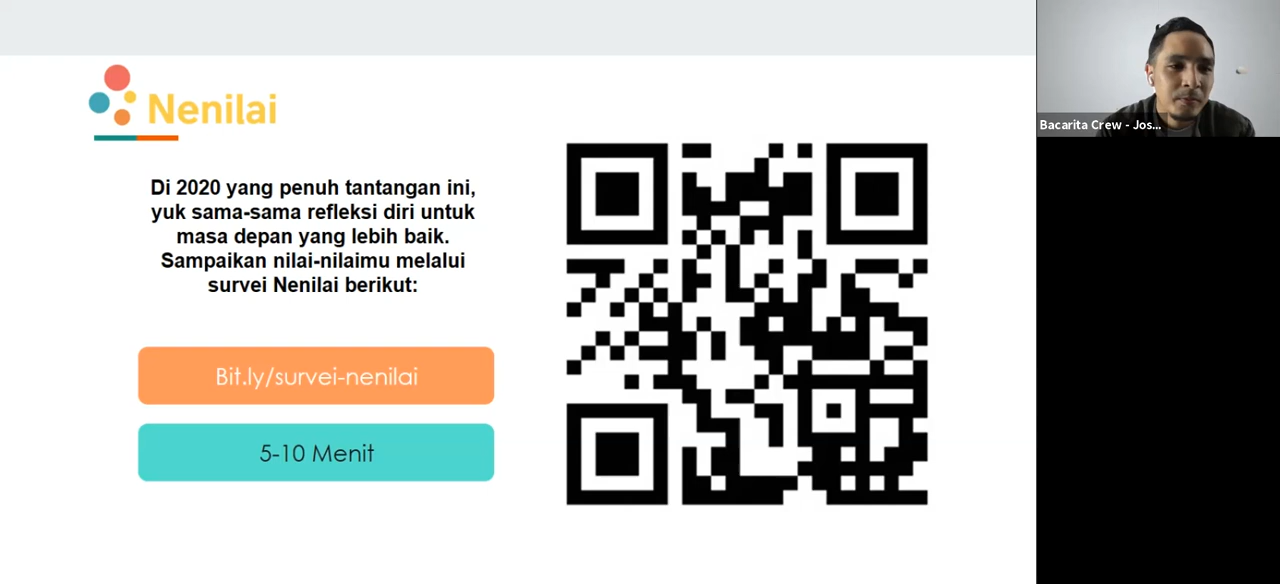 Nenilai
Di 2020 yang penuh tantangan ini,
yuk sama-sama refleksi diri untuk
masa depan yang lebih baik.
Sampaikan nilai-nilaimu melalui
survei Nenilai berikut:
Bit.ly/survei-nenilai
5-10 Menit
Bacarita Crew - Jos...